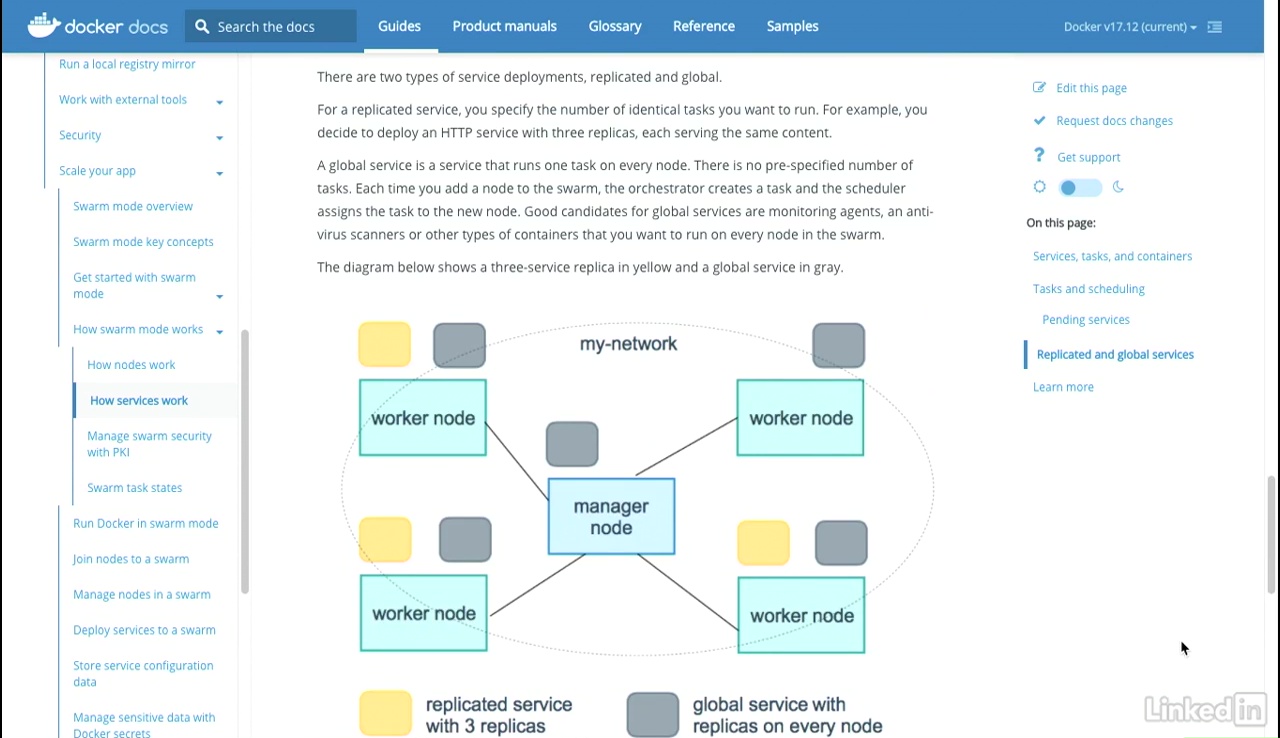 docker docs
Search the docs
Guides
Product manuals
Glossary
Reference
Samples
Docker v17.12 (current)
Run a local registry mirror
Work with external tools
Security
Scale your app
Swarm mode overview
Swarm mode key concepts
Get started with swarm
mode
How swarm mode works
How nodes work
How services work
Manage swarm security
with PKI
Swarm task states
Run Docker in swarm mode
Join nodes to a swarm
Manage nodes in a swarm
Deploy services to a swarm
Store service configuration
data
Manage sensitive data with
Docker secrets
There are two types of service deployments, replicated and global.
For a replicated service, you specify the number of identical tasks you want to run. For example, you
decide to deploy an HTTP service with three replicas, each serving the same content.
A global service is a service that runs one task on every node. There is no pre-specified number of
tasks. Each time you add a node to the swarm, the orchestrator creates a task and the scheduler
assigns the task to the new node. Good candidates for global services are monitoring agents, an anti-
virus scanners or other types of containers that you want to run on every node in the swarm.
The diagram below shows a three-service replica in yellow and a global service in gray.
my-network
worker node
worker node
manager
node
worker node
worker node
replicated service
with 3 replicas
global service with
replicas on every node
Edit this page
Request docs changes
Get support
On this page:
Services, tasks, and containers
Tasks and scheduling
Pending services
Replicated and global services
Learn more
Linked in